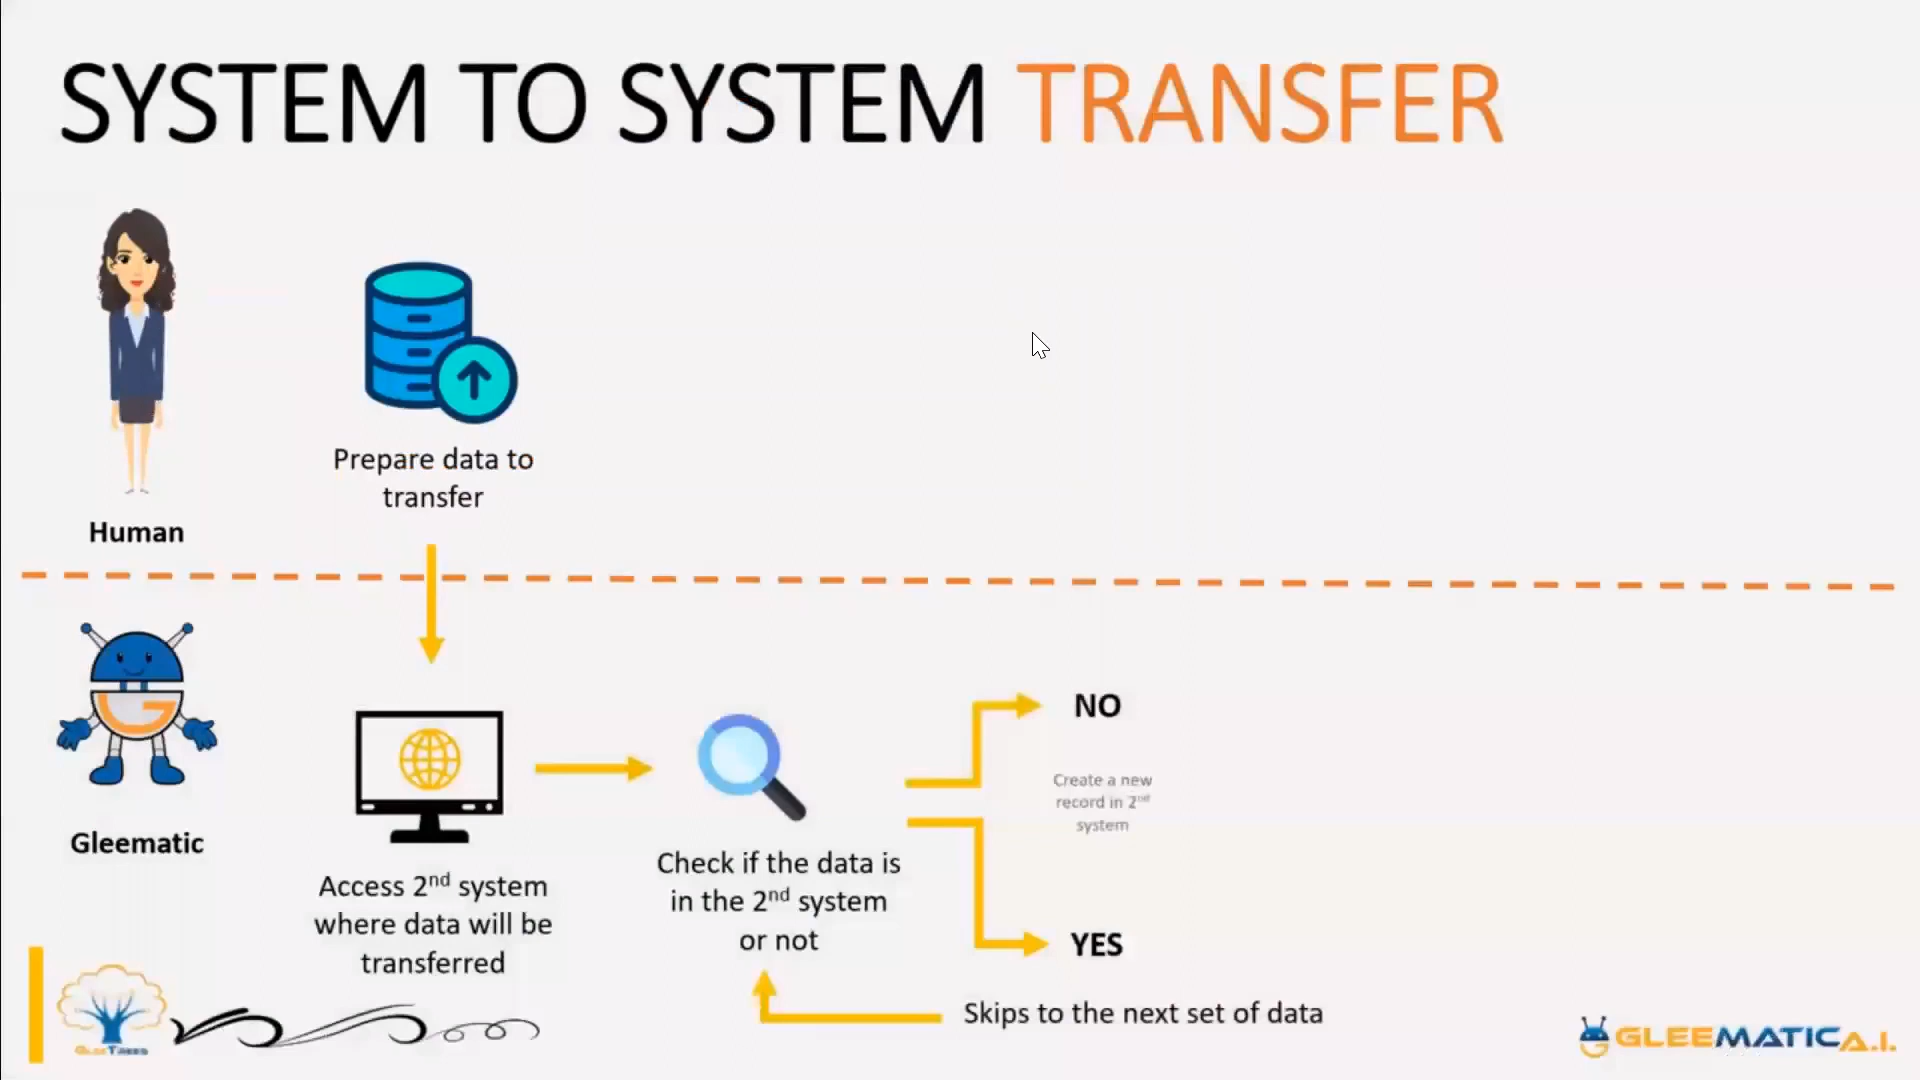 SYSTEM TO SYSTEM TRANSFER
Prepare data to
transfer
Human
Gleematic
Access 2nd system
where data will be
transferred
Check if the data is
in the 2nd system
or not
NO
Create a new
record in 2nd
system
YES
Skips to the next set of data
GLEETREES
GLEEMATIC A.I.